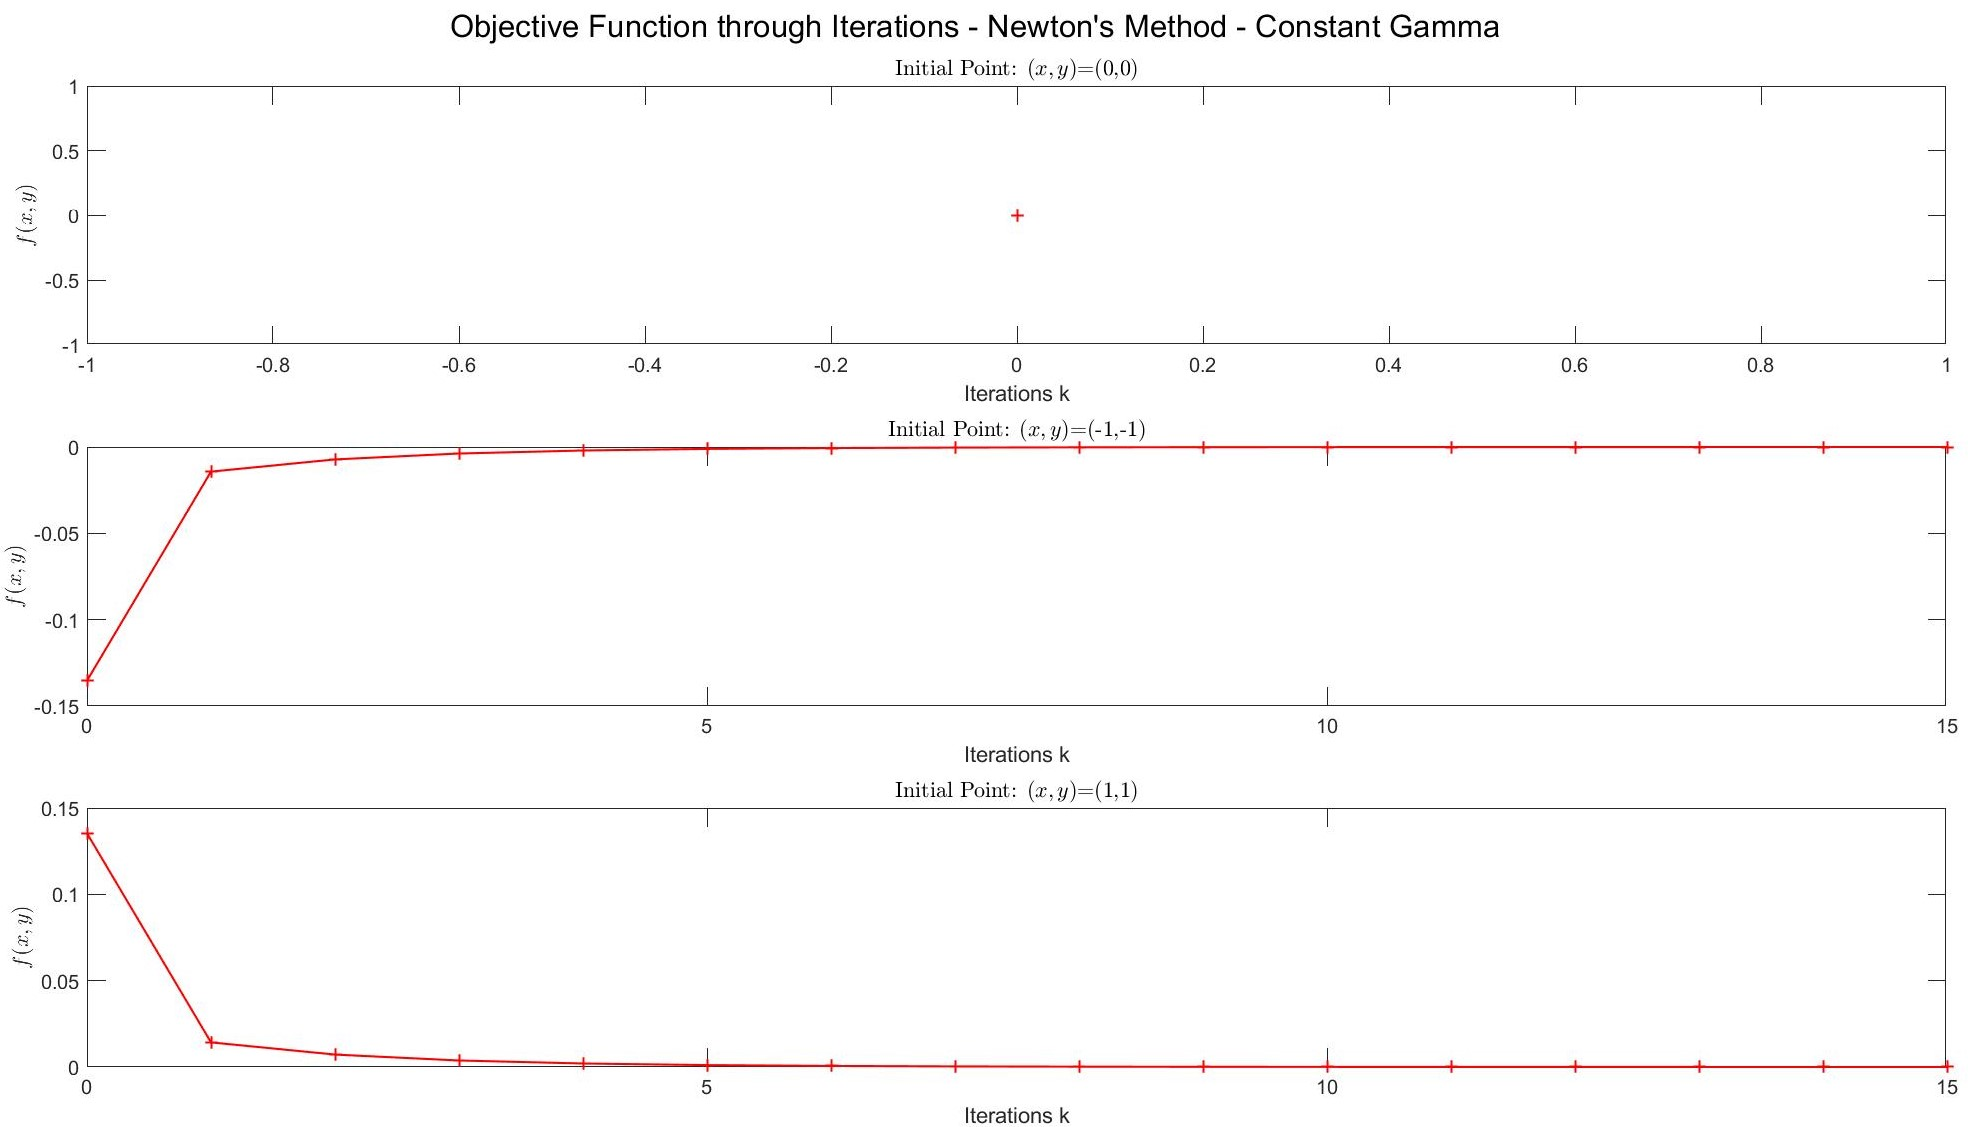 Objective Function through Iterations - Newton's Method - Constant Gamma
Initial Point: (x, y)=(0,0)
1
0.5
0
-0.5
-1
f(x, y)
-1 -0.8 -0.6 -0.4 -0.2 0 0.2 0.4 0.6 0.8 1
Iterations k
Initial Point: (x, y)=(-1,-1)
0
-0.05
-0.1
-0.15
f(x, y)
0 5 10 15
Iterations k
Initial Point: (x, y)=(1,1)
0.15
0.1
0.05
0
f(x, y)
0 5 10 15
Iterations k